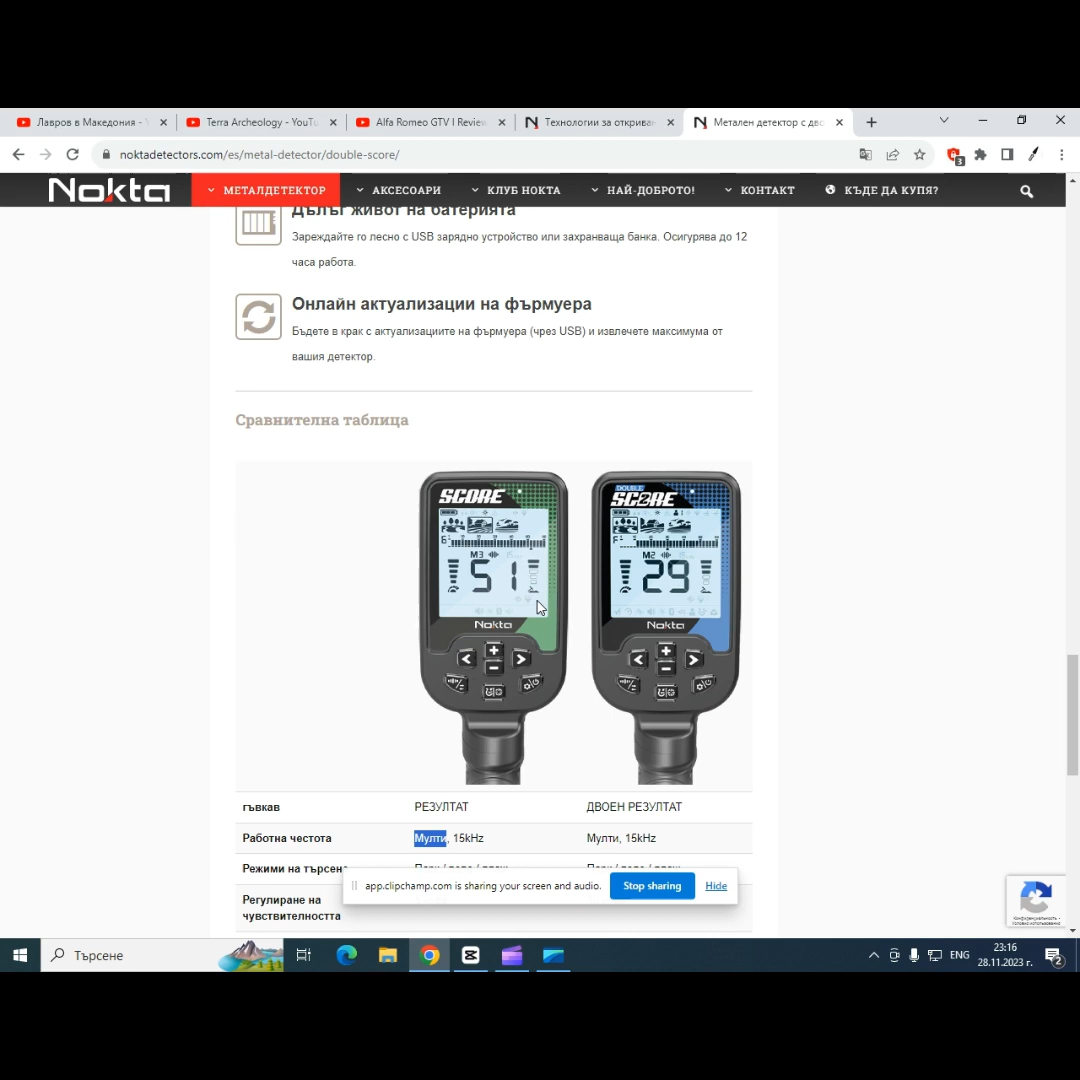 Лавров в Македония -
Terra Archeology - YouTu
Alfa Romeo GTV I Review
Технологии за откриван
Метален детектор с дво
noktadetectors.com/es/metal-detector/double-score/
3
Nokta
МЕТАЛДЕТЕКТОР
АКСЕСОАРИ
КЛУБ НОКТА
НАЙ-ДОБРОТО!
КОНТАКТ
КЪДЕ ДА КУПЯ?
Дълъг живот на батерията
Зареждайте го лесно с USB зарядно устройство или захранваща банка. Осигурява до 12
часа работа.
Онлайн актуализации на фърмуера
Бъдете в крак с актуализациите на фърмуера (чрез USB) и извлечете максимума от
вашия детектор.
Сравнителна таблица
SCORE
M3
51
Nokta
DOUBLE
SCORE
M2
29
Nokta
гъвкав РЕЗУЛТАТ ДВОЕН РЕЗУЛТАТ
Работна честота Мулти, 15kHz Мулти, 15kHz
Режими на търсене
Регулиране на
чувствителността
app.clipchamp.com is sharing your screen and audio. Stop sharing Hide
Търсене
ENG
23:16
28.11.2023 г.
2